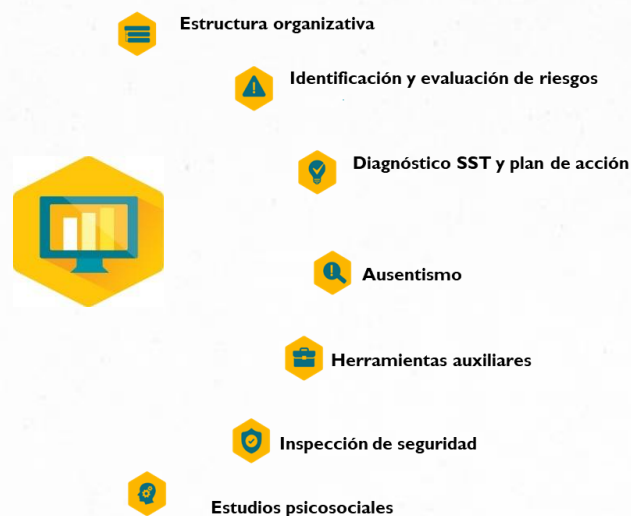 Estructura organizativa
Identificación y evaluación de riesgos
Diagnóstico SST y plan de acción
Ausentismo
Herramientas auxiliares
Inspección de seguridad
Estudios psicosociales